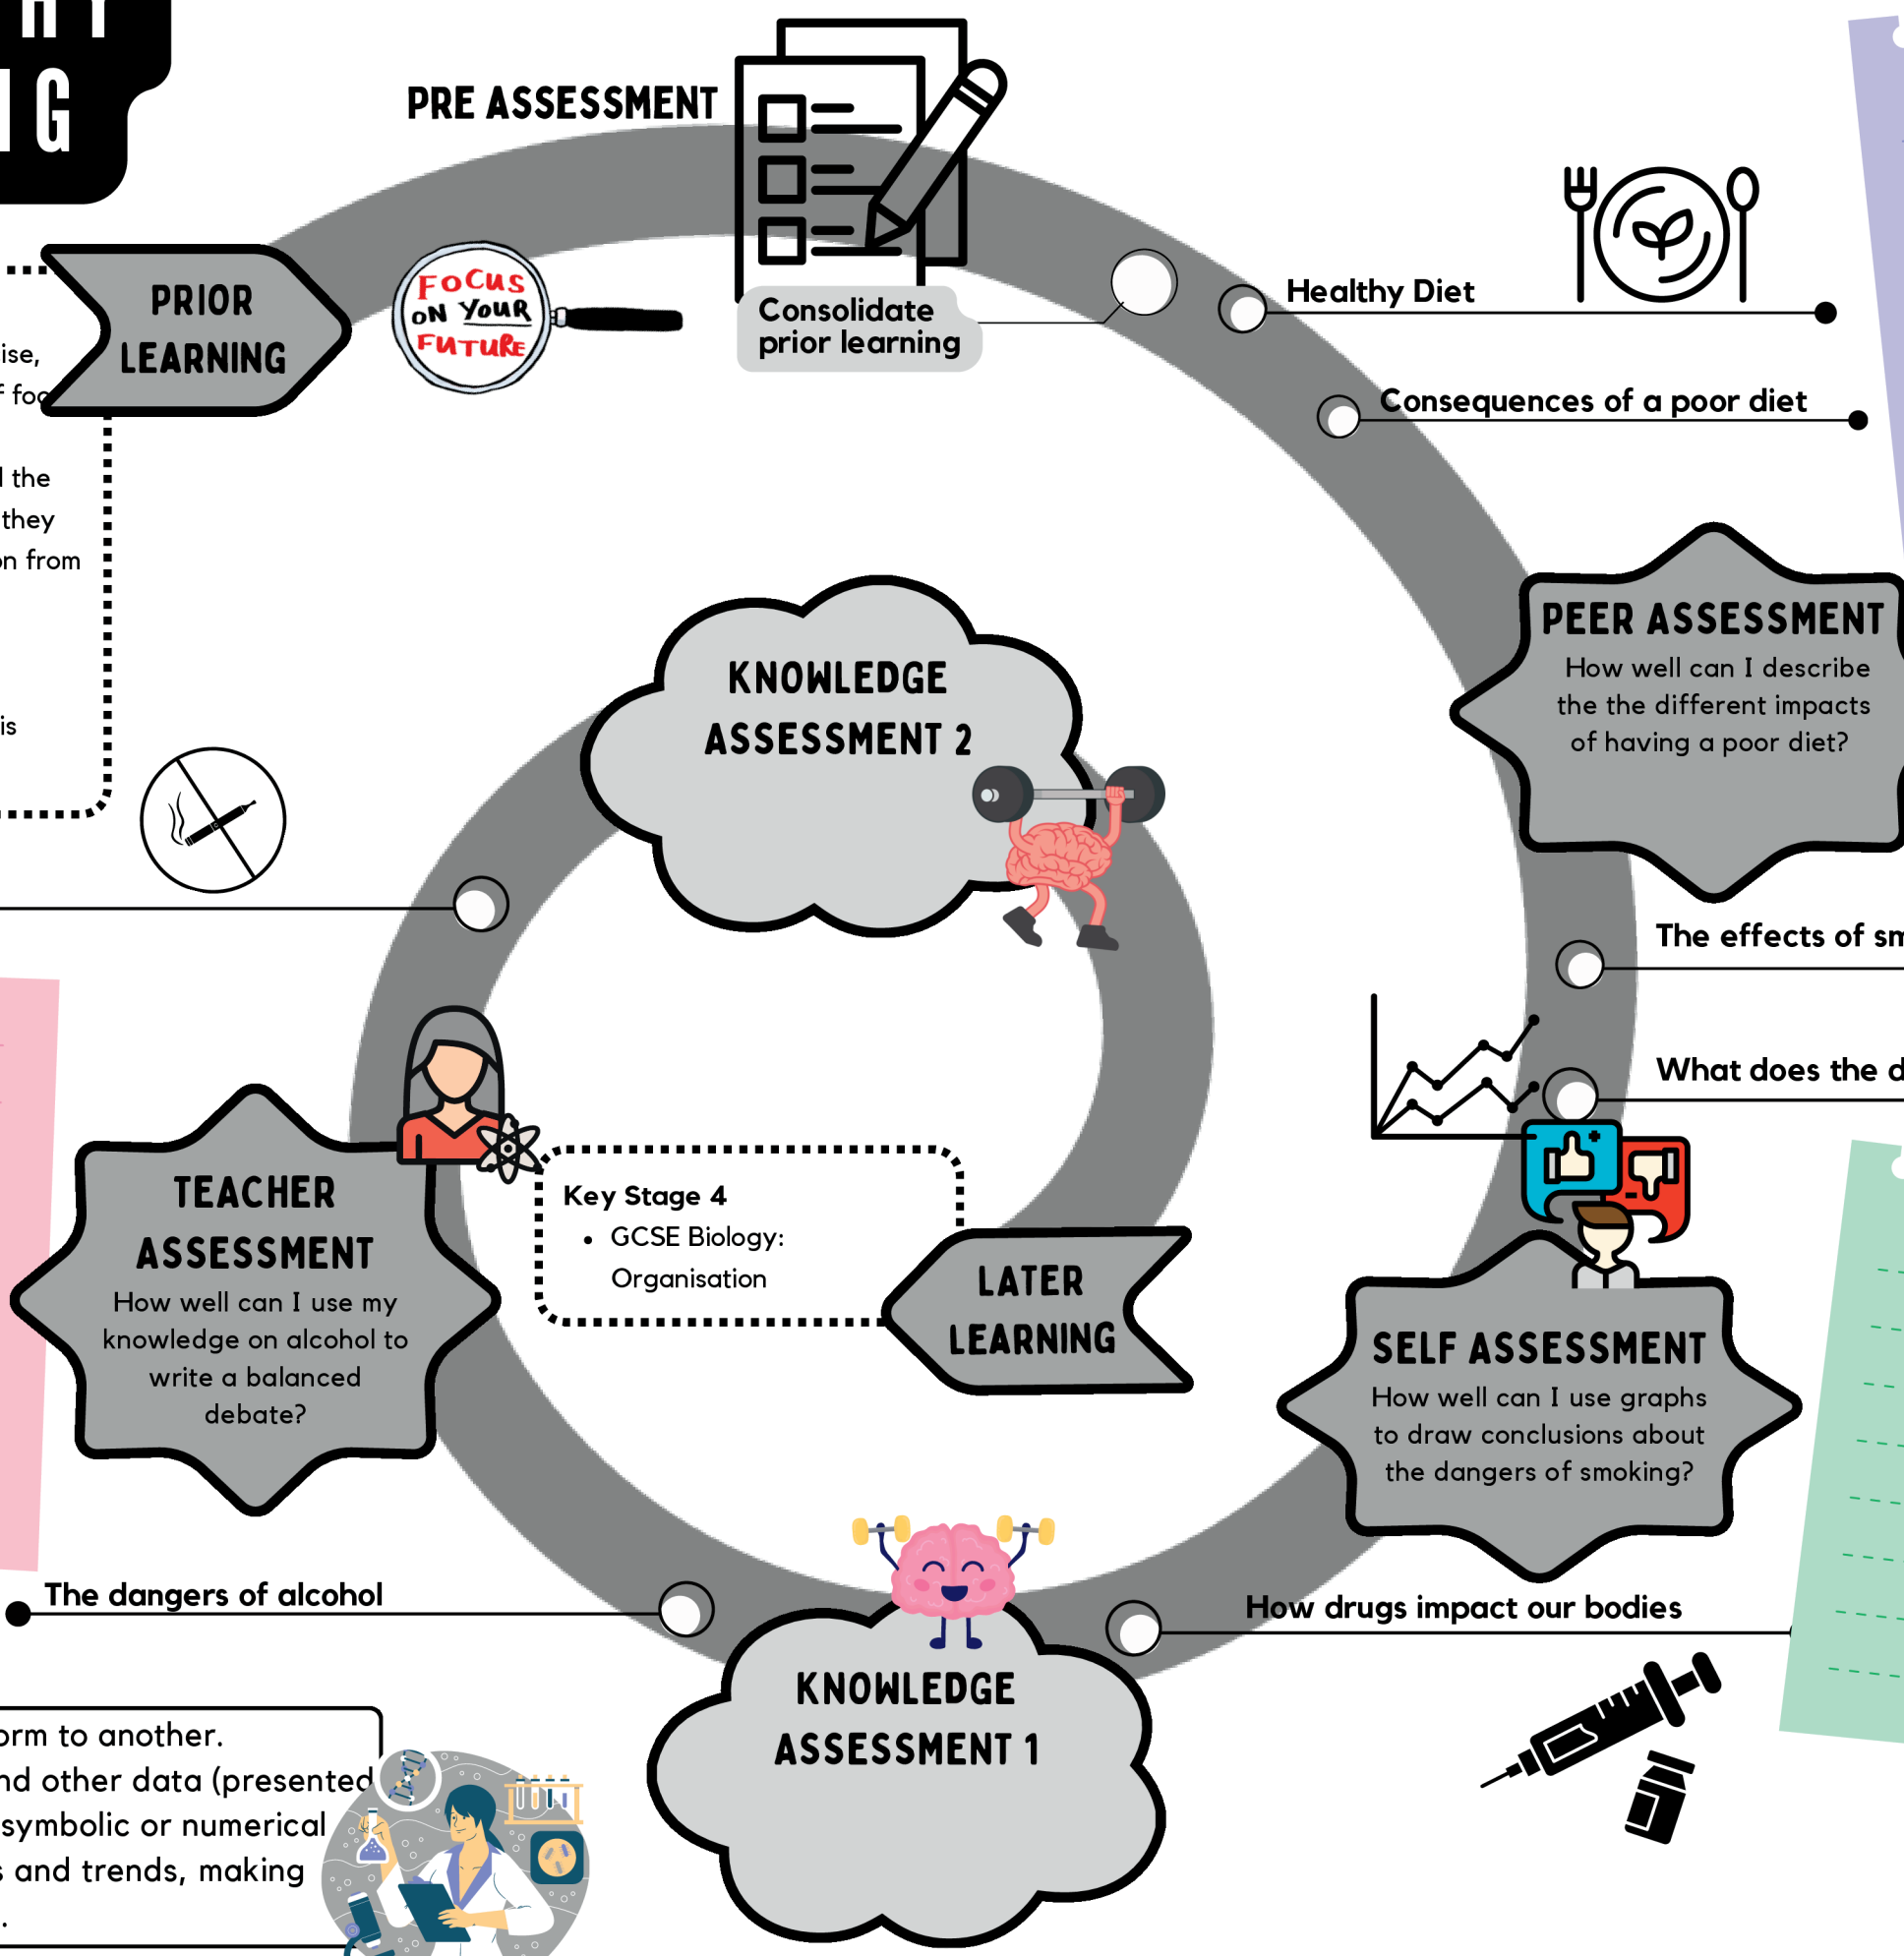 G
PRE ASSESSMENT
PRIOR
LEARNING
FOCUS
ON YOUR
FUTURE
Consolidate
prior learning
Healthy Diet
Consequences of a poor diet
the
they
from
is
PEER ASSESSMENT
How well can I describe
the the different impacts
of having a poor diet?
KNOWLEDGE
ASSESSMENT 2
The effects of
What does the
TEACHER
ASSESSMENT
How well can I use my
knowledge on alcohol to
write a balanced
debate?
Key Stage 4
• GCSE Biology:
Organisation
LATER
LEARNING
SELF ASSESSMENT
How well can I use graphs
to draw conclusions about
the dangers of smoking?
The dangers of alcohol
How drugs impact our bodies
KNOWLEDGE
ASSESSMENT 1
to another.
other data (presented
symbolic or numerical
and trends, making